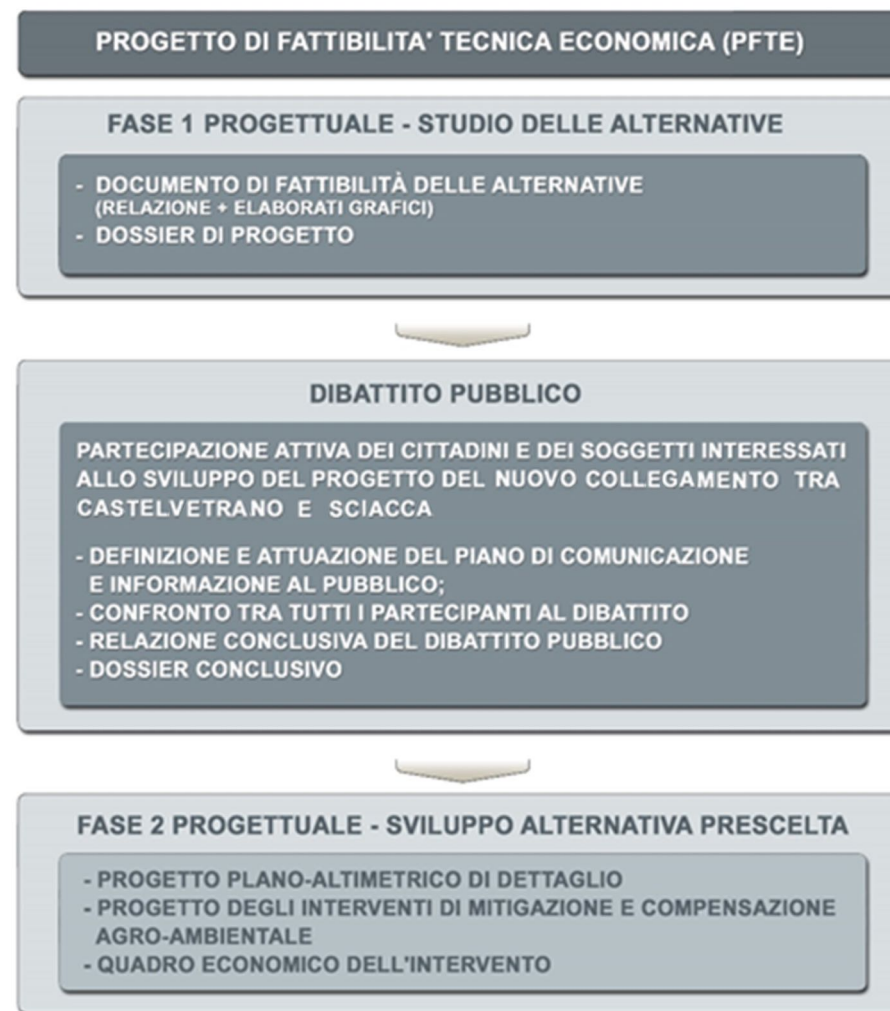 PROGETTO DI FATTIBILITA' TECNICA ECONOMICA (PFTE)
FASE 1 PROGETTUALE - STUDIO DELLE ALTERNATIVE
- DOCUMENTO DI FATTIBILITÀ DELLE ALTERNATIVE
(RELAZIONE + ELABORATI GRAFICI)
- DOSSIER DI PROGETTO
DIBATTITO PUBBLICO
PARTECIPAZIONE ATTIVA DEI CITTADINI E DEI SOGGETTI INTERESSATI
ALLO SVILUPPO DEL PROGETTO DEL NUOVO COLLEGAMENTO TRA
CASTELVETRANO E SCIACCA
- DEFINIZIONE E ATTUAZIONE DEL PIANO DI COMUNICAZIONE
E INFORMAZIONE AL PUBBLICO;
- CONFRONTO TRA TUTTI I PARTECIPANTI AL DIBATTITO
- RELAZIONE CONCLUSIVA DEL DIBATTITO PUBBLICO
- DOSSIER CONCLUSIVO
FASE 2 PROGETTUALE - SVILUPPO ALTERNATIVA PRESCELTA
- PROGETTO PLANO-ALTIMETRICO DI DETTAGLIO
- PROGETTO DEGLI INTERVENTI DI MITIGAZIONE E COMPENSAZIONE
AGRO-AMBIENTALE
- QUADRO ECONOMICO DELL'INTERVENTO